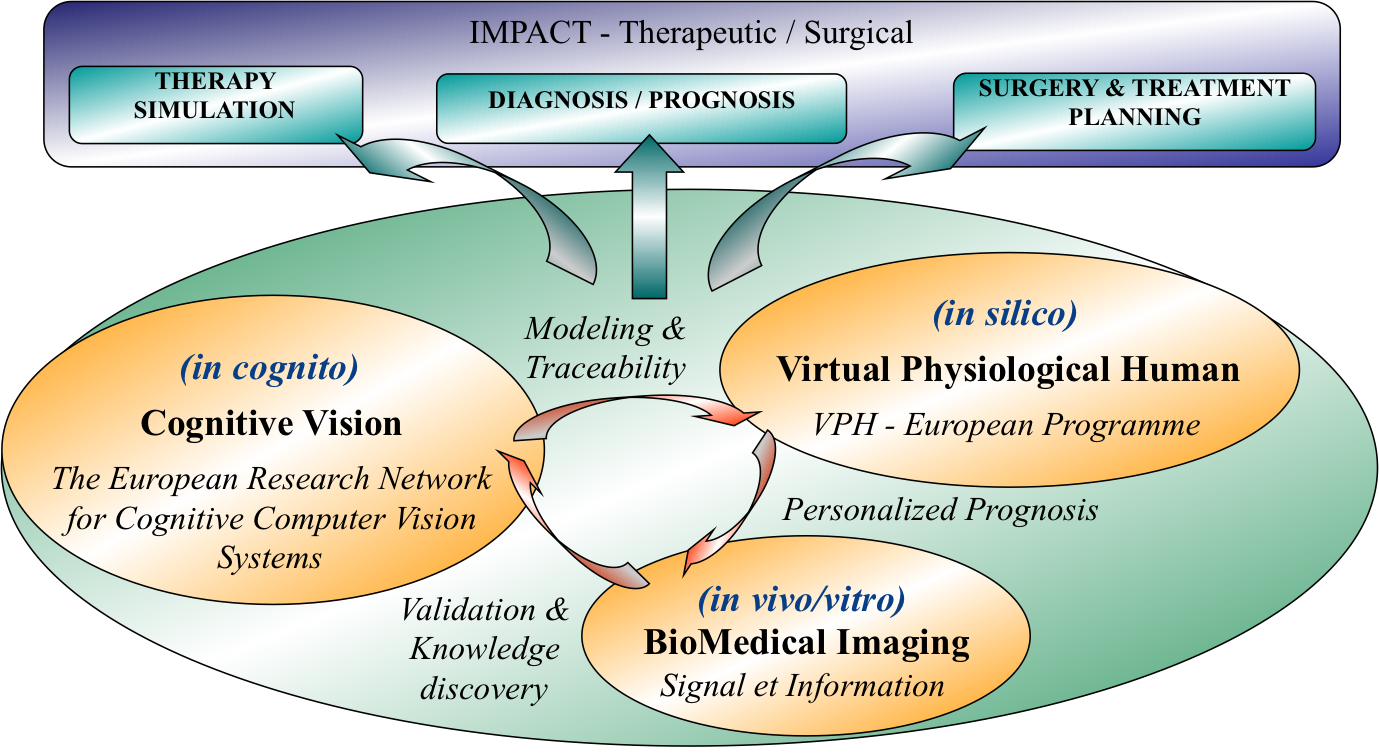 IMPACT - Therapeutic / Surgical
THERAPY
SIMULATION
DIAGNOSIS / PROGNOSIS
SURGERY & TREATMENT
PLANNING
Modeling &
Traceability
(in cognito)
Cognitive Vision
The European Research Network
for Cognitive Computer Vision
Systems
(in silico)
Virtual Physiological Human
VPH - European Programme
Personalized Prognosis
Validation &
Knowledge
discovery
(in vivo/vitro)
BioMedical Imaging
Signal et Information